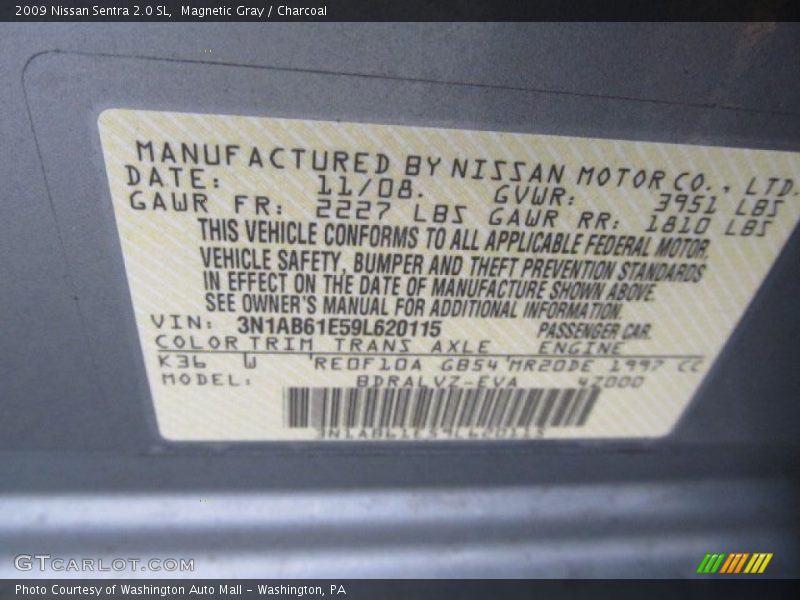 2009 Nissan Sentra 2.0 SL,  Magnetic Gray / Charcoal
MANUFACTURED BY NISSAN MOTOR CO., LTD.
DATE: 11/08. GVWR: 3951 LBS
GAWR FR: 2227 LBS GAWR RR: 1810 LBS
THIS VEHICLE CONFORMS TO ALL APPLICABLE FEDERAL MOTOR
VEHICLE SAFETY, BUMPER AND THEFT PREVENTION STANDARDS
IN EFFECT ON THE DATE OF MANUFACTURE SHOWN ABOVE.
SEE OWNER'S MANUAL FOR ADDITIONAL INFORMATION.
VIN: 3N1AB61E59L620115 PASSENGER CAR.
COLOR TRIM TRANS AXLE ENGINE
K36 W RE0F10A GB54 MR20DE 1997 CC
MODEL: BDRALVZ-EVA 4Z000
3N1AB61E59L620115
GTCARLOT.COM
Photo Courtesy of Washington Auto Mall - Washington, PA